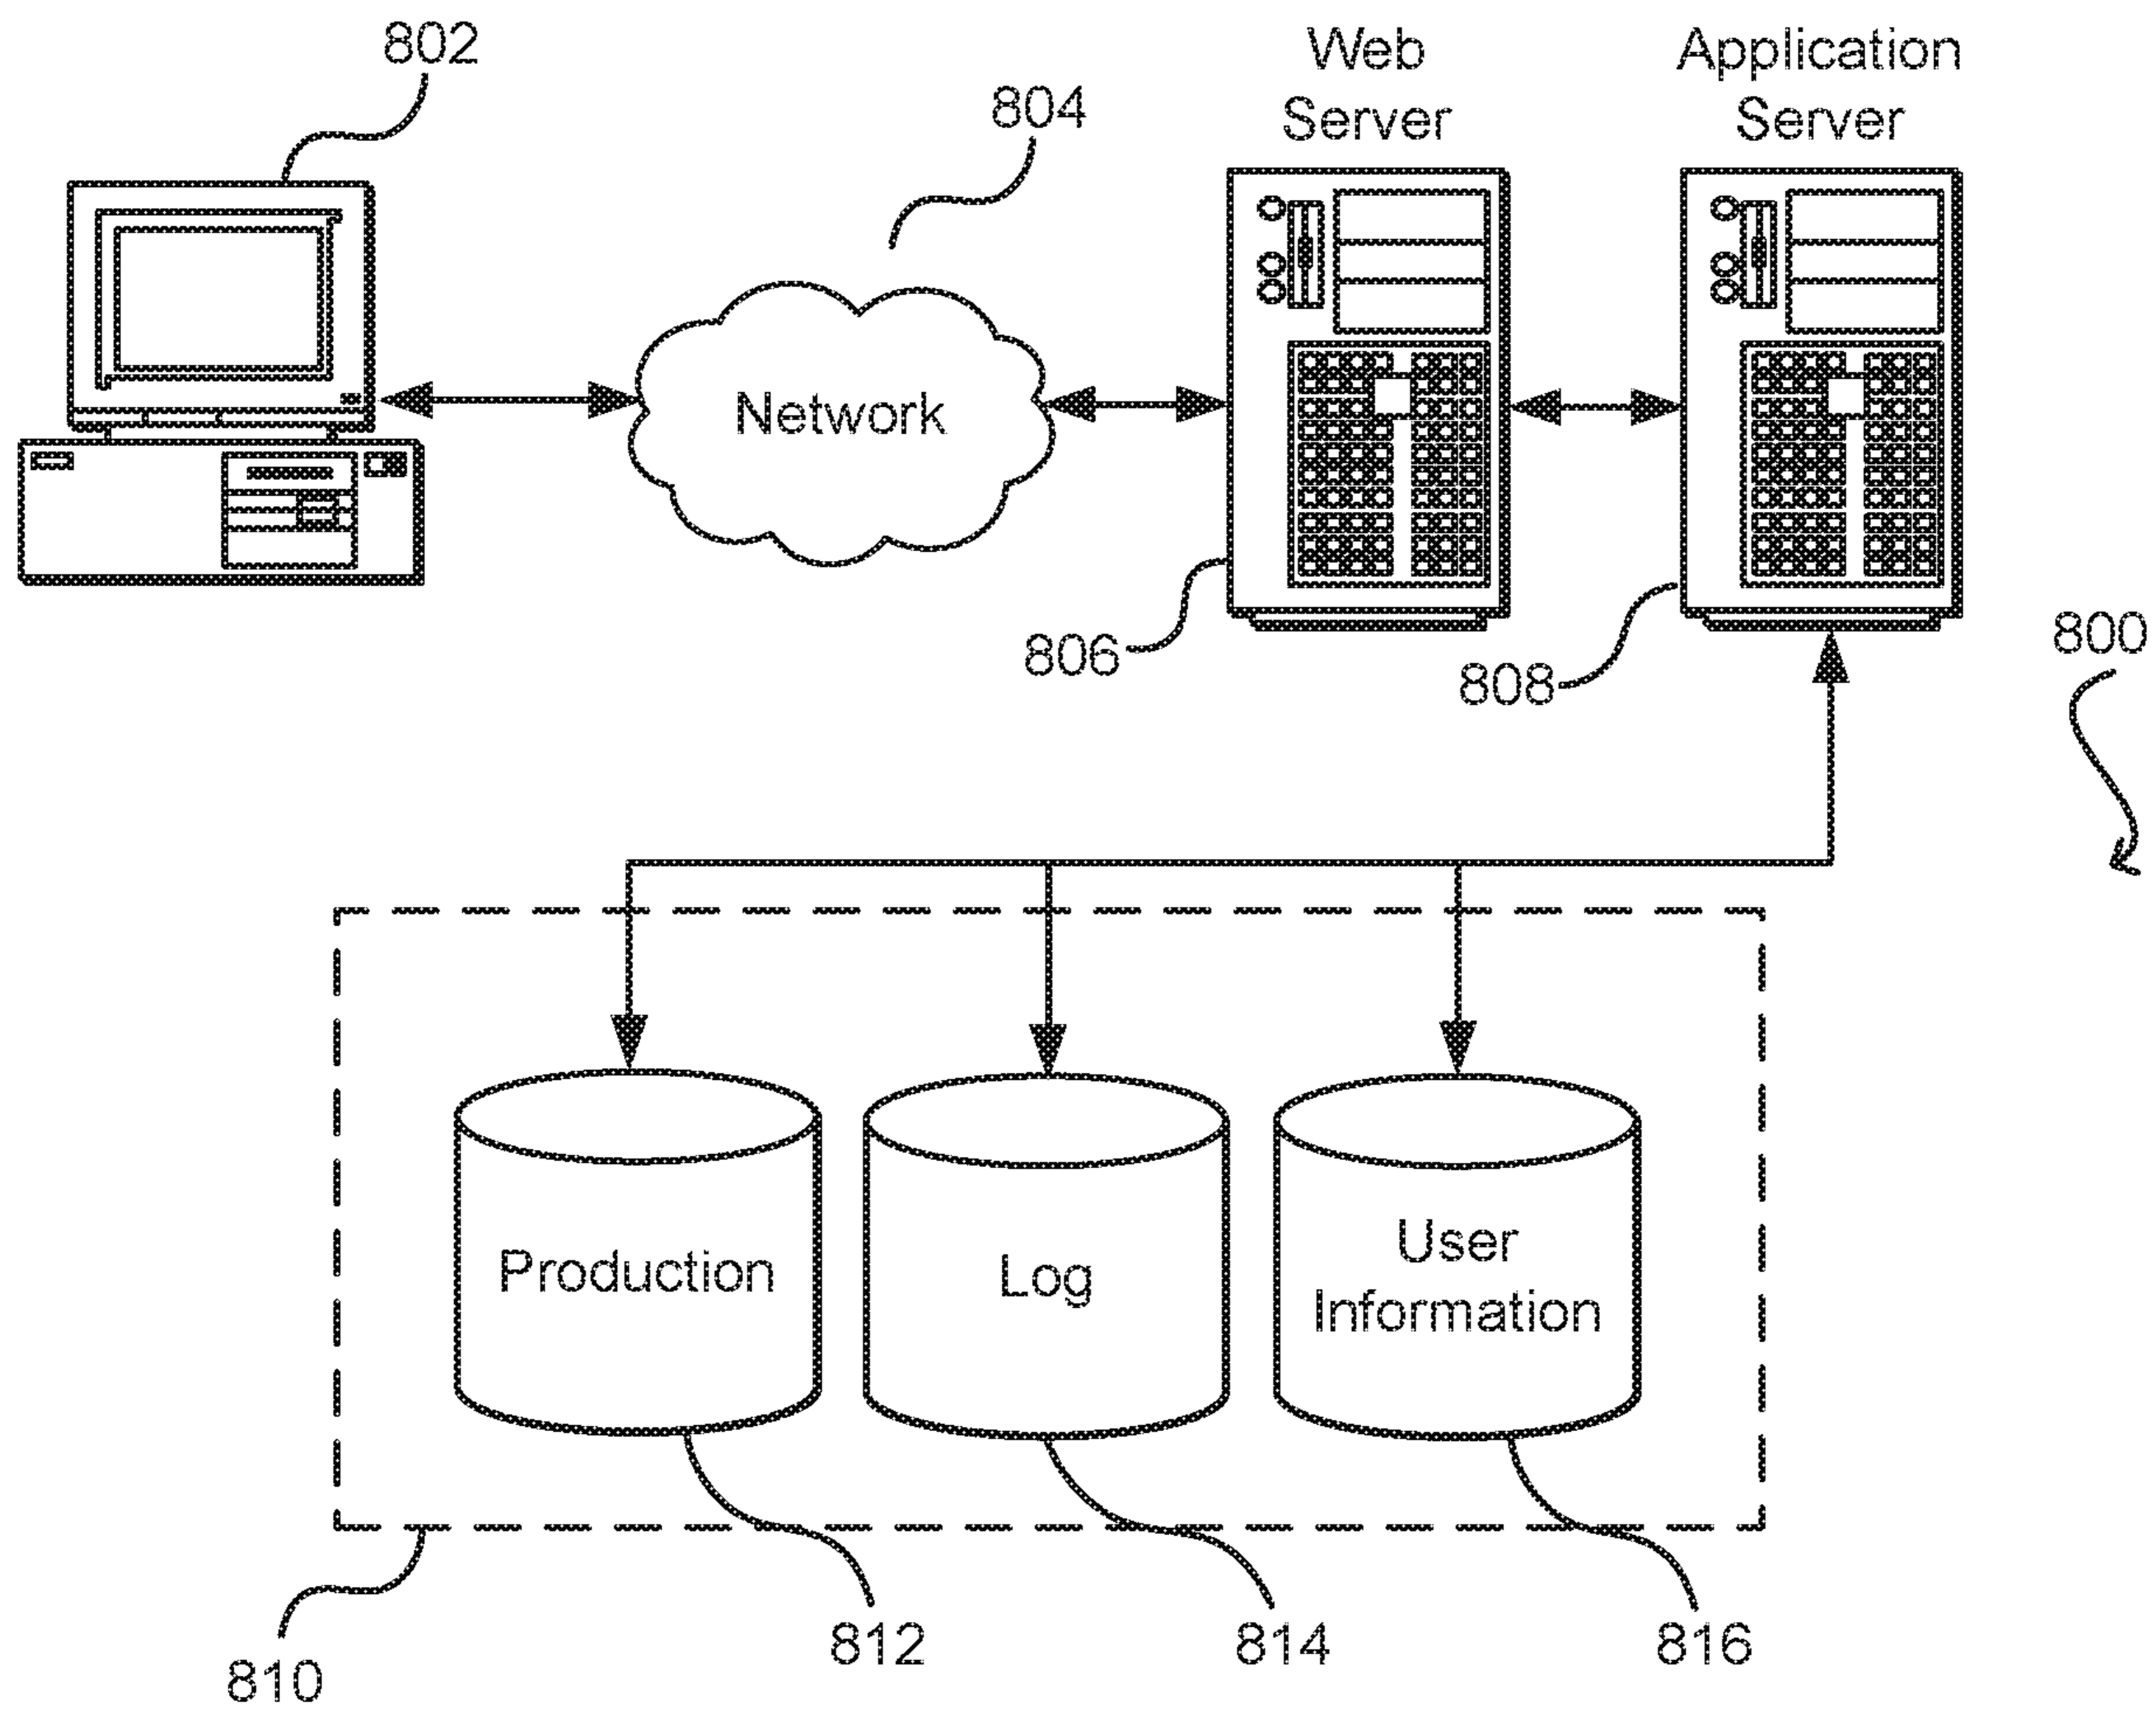 802
804
Web
Server
Application
Server
Network
806
808
800
Production
Log
User
Information
810
812
814
816